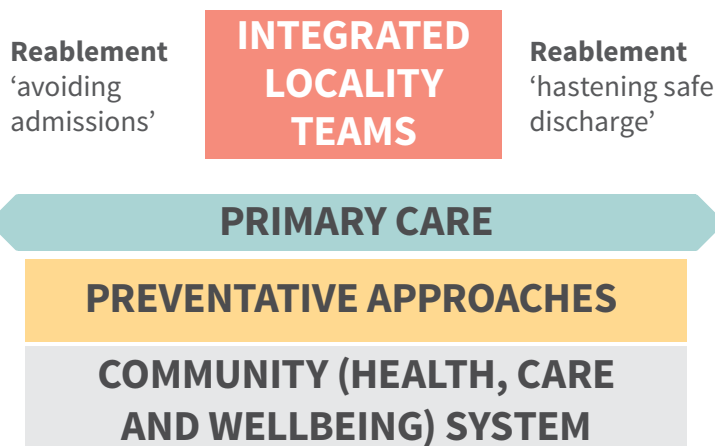 Reablement
‘avoiding
admissions’
INTEGRATED
LOCALITY
TEAMS
Reablement
‘hastening safe
discharge’
PRIMARY CARE
PREVENTATIVE APPROACHES
COMMUNITY (HEALTH, CARE
AND WELLBEING) SYSTEM